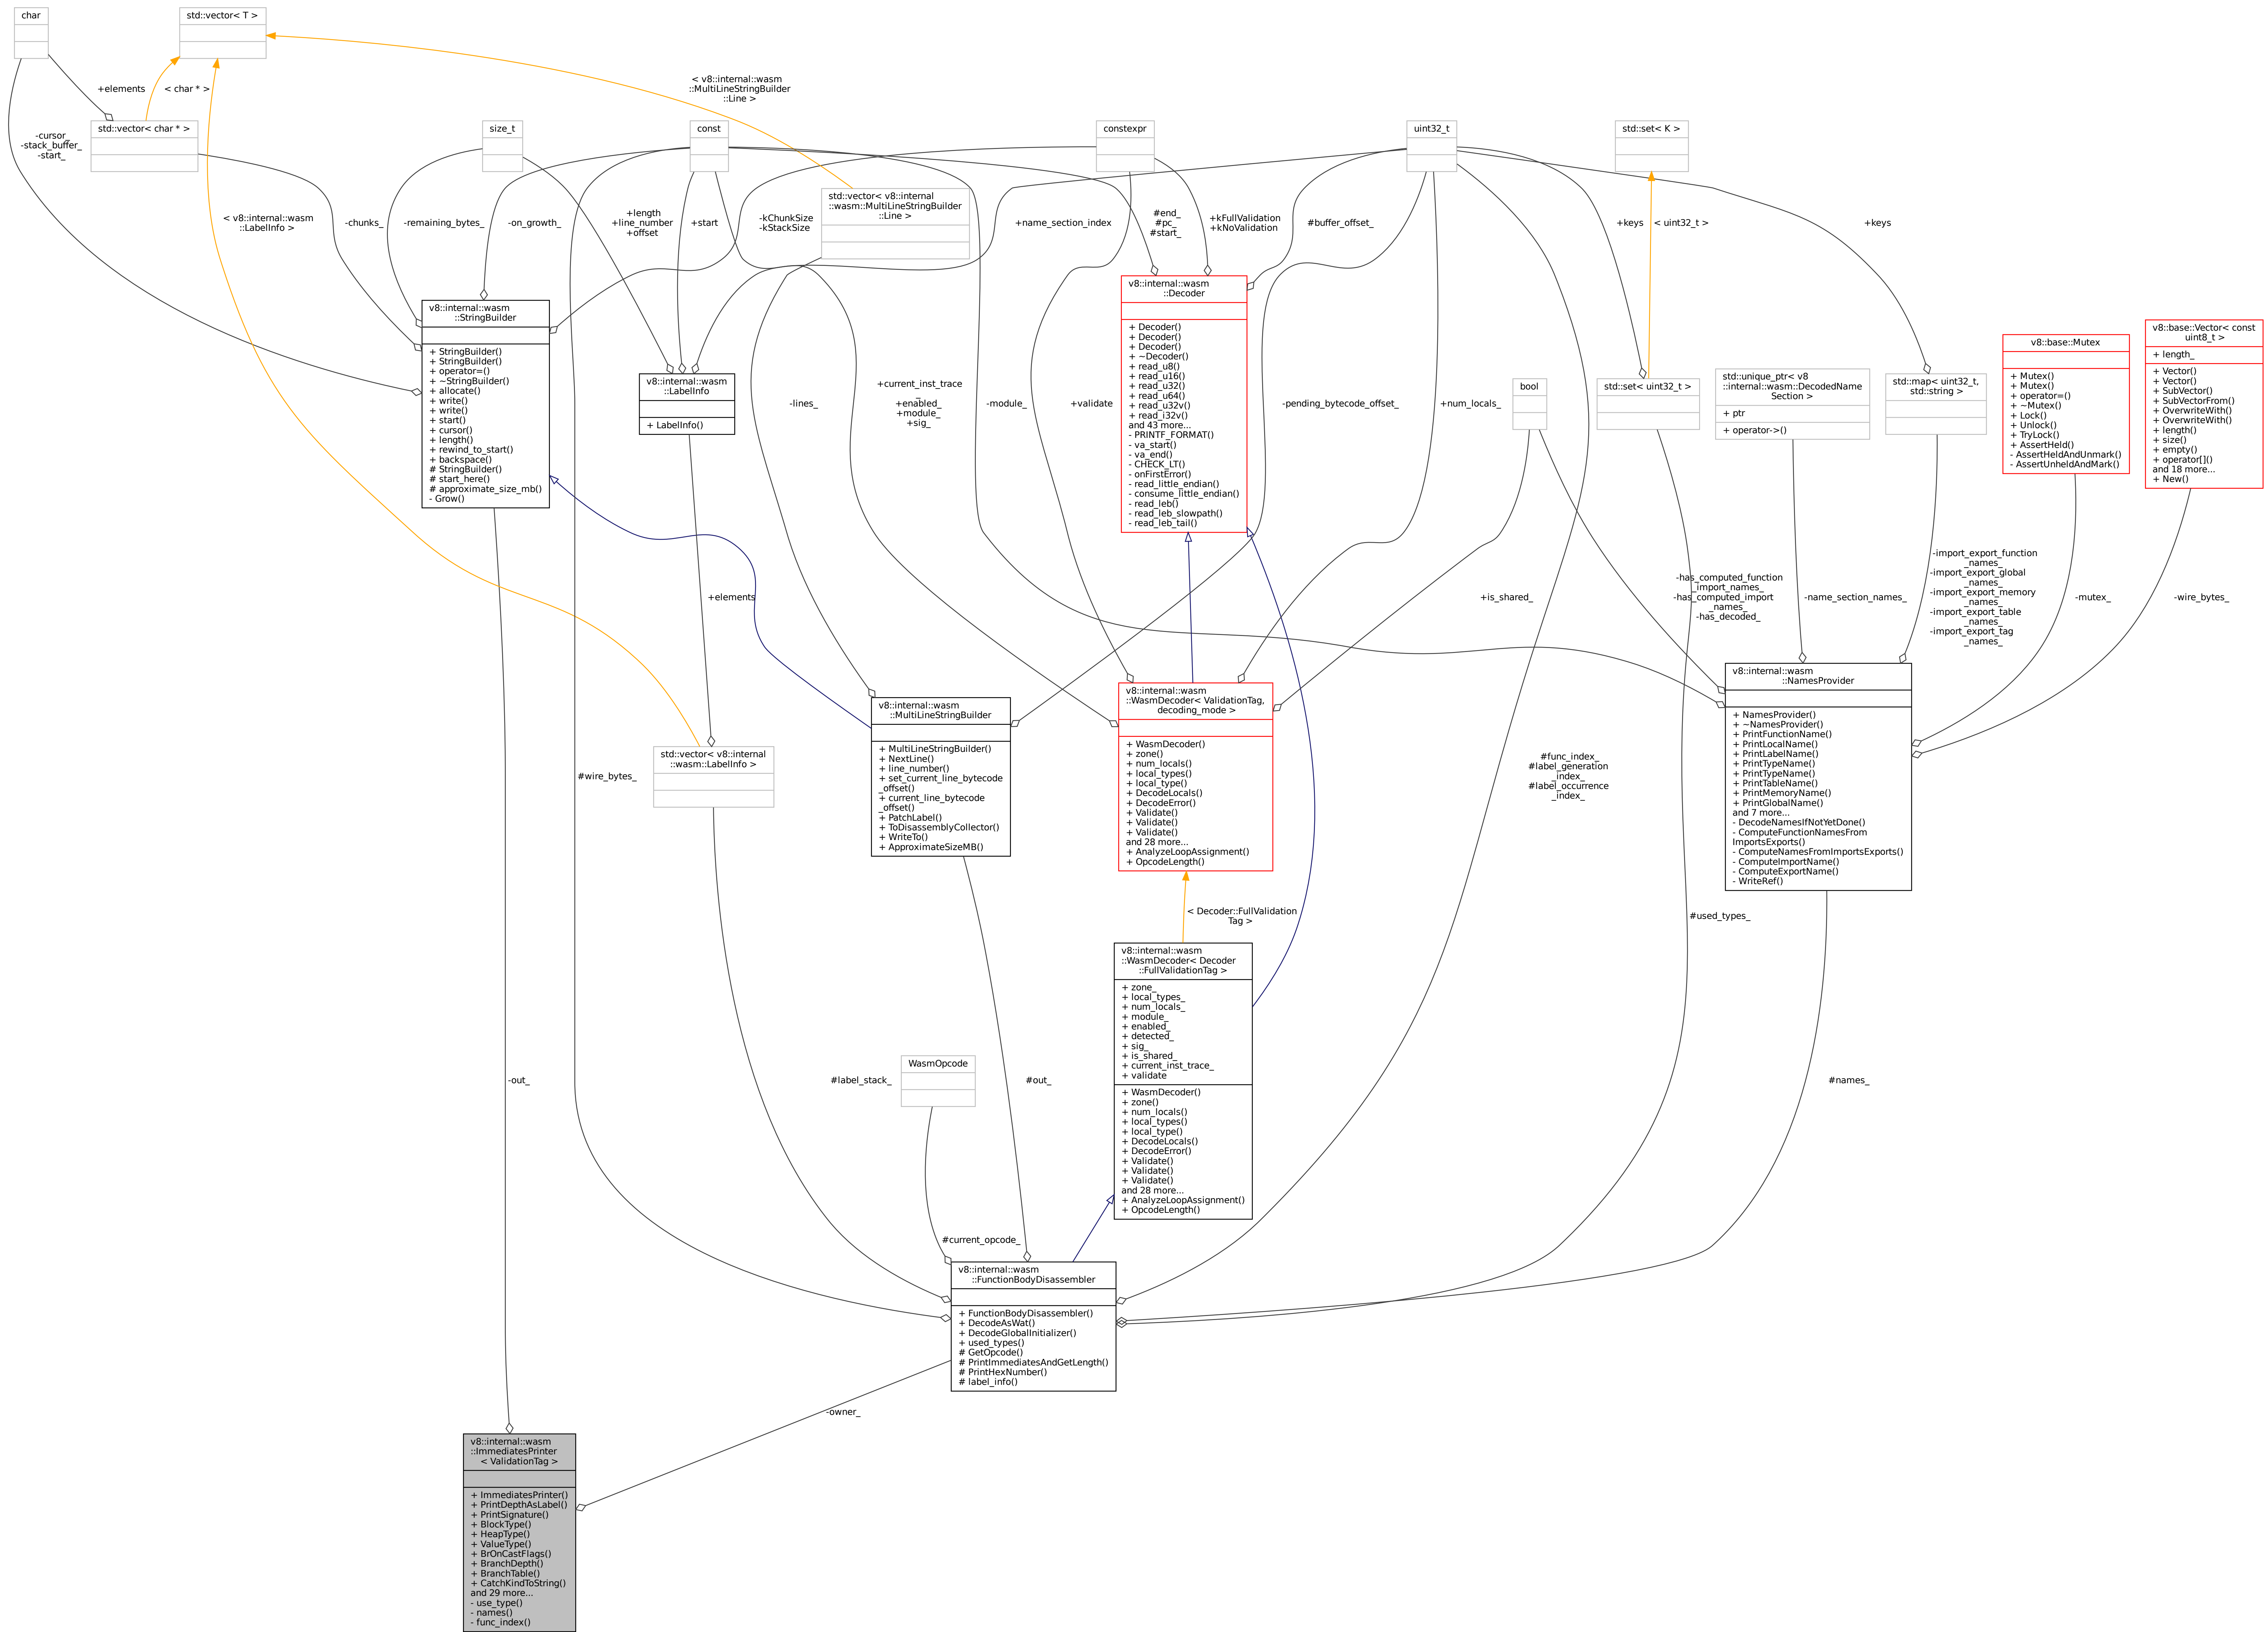 char
std::vector< T >
< v8::internal::wasm
::MultiLineStringBuilder
::Line >
+elements
< char * >
std::vector< char * >
size_t
const
constexpr
uint32_t
std::set< K >
-cursor_
-stack_buffer_
-start_
std::vector< v8::internal
::wasm::MultiLineStringBuilder
::Line >
< v8::internal::wasm
::LabelInfo >
-chunks_
-remaining_bytes_
-on_growth_
+length
+line_number
+offset
+start
-kChunkSize
-kStackSize
+name_section_index
#end_
#pc_
#start_
+kFullValidation
+kNoValidation
#buffer_offset_
+keys
< uint32_t >
+keys
v8::internal::wasm
::StringBuilder
+ StringBuilder()
+ StringBuilder()
+ operator=()
+ ~StringBuilder()
+ allocate()
+ write()
+ write()
+ start()
+ cursor()
+ length()
+ rewind_to_start()
+ backspace()
# StringBuilder()
# start_here()
# approximate_size_mb()
- Grow()
v8::internal::wasm
::LabelInfo
+ LabelInfo()
+current_inst_trace
_
+enabled_
+module_
+sig_
-lines_
-module_
+validate
v8::internal::wasm
::Decoder
+ Decoder()
+ Decoder()
+ Decoder()
+ ~Decoder()
+ read_u8()
+ read_u16()
+ read_u32()
+ read_u64()
+ read_u32v()
+ read_i32v()
and 43 more...
- PRINTF_FORMAT()
- va_start()
- va_end()
- CHECK_LT()
- onFirstError()
- read_little_endian()
- consume_little_endian()
- read_leb()
- read_leb_slowpath()
- read_leb_tail()
-pending_bytecode_offset_
+num_locals_
bool
std::set< uint32_t >
std::unique_ptr< v8
::internal::wasm::DecodedName
Section >
+ ptr
+ operator->()
std::map< uint32_t,
std::string >
v8::base::Mutex
+ Mutex()
+ Mutex()
+ operator=()
+ ~Mutex()
+ Lock()
+ Unlock()
+ TryLock()
+ AssertHeld()
- AssertHeldAndUnmark()
- AssertUnheldAndMark()
v8::base::Vector< const
uint8_t >
+ length_
+ Vector()
+ Vector()
+ SubVector()
+ SubVectorFrom()
+ OverwriteWith()
+ OverwriteWith()
+ length()
+ size()
+ empty()
+ operator[]()
and 18 more...
+ New()
+elements
+is_shared_
-has_computed_function
_import_names_
-has_computed_import
_names_
-has_decoded_
-name_section_names_
-import_export_function
_names_
-import_export_global
_names_
-import_export_memory
_names_
-import_export_table
_names_
-import_export_tag
_names_
-mutex_
-wire_bytes_
std::vector< v8::internal
::wasm::LabelInfo >
v8::internal::wasm
::MultiLineStringBuilder
+ MultiLineStringBuilder()
+ NextLine()
+ line_number()
+ set_current_line_bytecode
_offset()
+ current_line_bytecode
_offset()
+ PatchLabel()
+ ToDisassemblyCollector()
+ WriteTo()
+ ApproximateSizeMB()
v8::internal::wasm
::WasmDecoder< ValidationTag,
decoding_mode >
+ WasmDecoder()
+ zone()
+ num_locals()
+ local_types()
+ local_type()
+ DecodeLocals()
+ DecodeError()
+ Validate()
+ Validate()
+ Validate()
and 28 more...
+ AnalyzeLoopAssignment()
+ OpcodeLength()
v8::internal::wasm
::NamesProvider
+ NamesProvider()
+ ~NamesProvider()
+ PrintFunctionName()
+ PrintLocalName()
+ PrintLabelName()
+ PrintTypeName()
+ PrintTypeName()
+ PrintTableName()
+ PrintMemoryName()
+ PrintGlobalName()
and 7 more...
- DecodeNamesIfNotYetDone()
- ComputeFunctionNamesFrom
ImportsExports()
- ComputeNamesFromImportsExports()
- ComputeImportName()
- ComputeExportName()
- WriteRef()
#wire_bytes_
#func_index_
#label_generation
_index_
#label_occurrence
_index_
< Decoder::FullValidation
Tag >
#used_types_
v8::internal::wasm
::WasmDecoder< Decoder
::FullValidationTag >
+ zone_
+ local_types_
+ num_locals_
+ module_
+ enabled_
+ detected_
+ sig_
+ is_shared_
+ current_inst_trace_
+ validate
+ WasmDecoder()
+ zone()
+ num_locals()
+ local_types()
+ local_type()
+ DecodeLocals()
+ DecodeError()
+ Validate()
+ Validate()
+ Validate()
and 28 more...
+ AnalyzeLoopAssignment()
+ OpcodeLength()
WasmOpcode
-out_
#label_stack_
#out_
#names_
#current_opcode_
v8::internal::wasm
::FunctionBodyDisassembler
+ FunctionBodyDisassembler()
+ DecodeAsWat()
+ DecodeGlobalInitializer()
+ used_types()
# GetOpcode()
# PrintImmediatesAndGetLength()
# PrintHexNumber()
# label_info()
-owner_
v8::internal::wasm
::ImmediatesPrinter
< ValidationTag >
+ ImmediatesPrinter()
+ PrintDepthAsLabel()
+ PrintSignature()
+ BlockType()
+ HeapType()
+ ValueType()
+ BrOnCastFlags()
+ BranchDepth()
+ BranchTable()
+ CatchKindToString()
and 29 more...
- use_type()
- names()
- func_index()